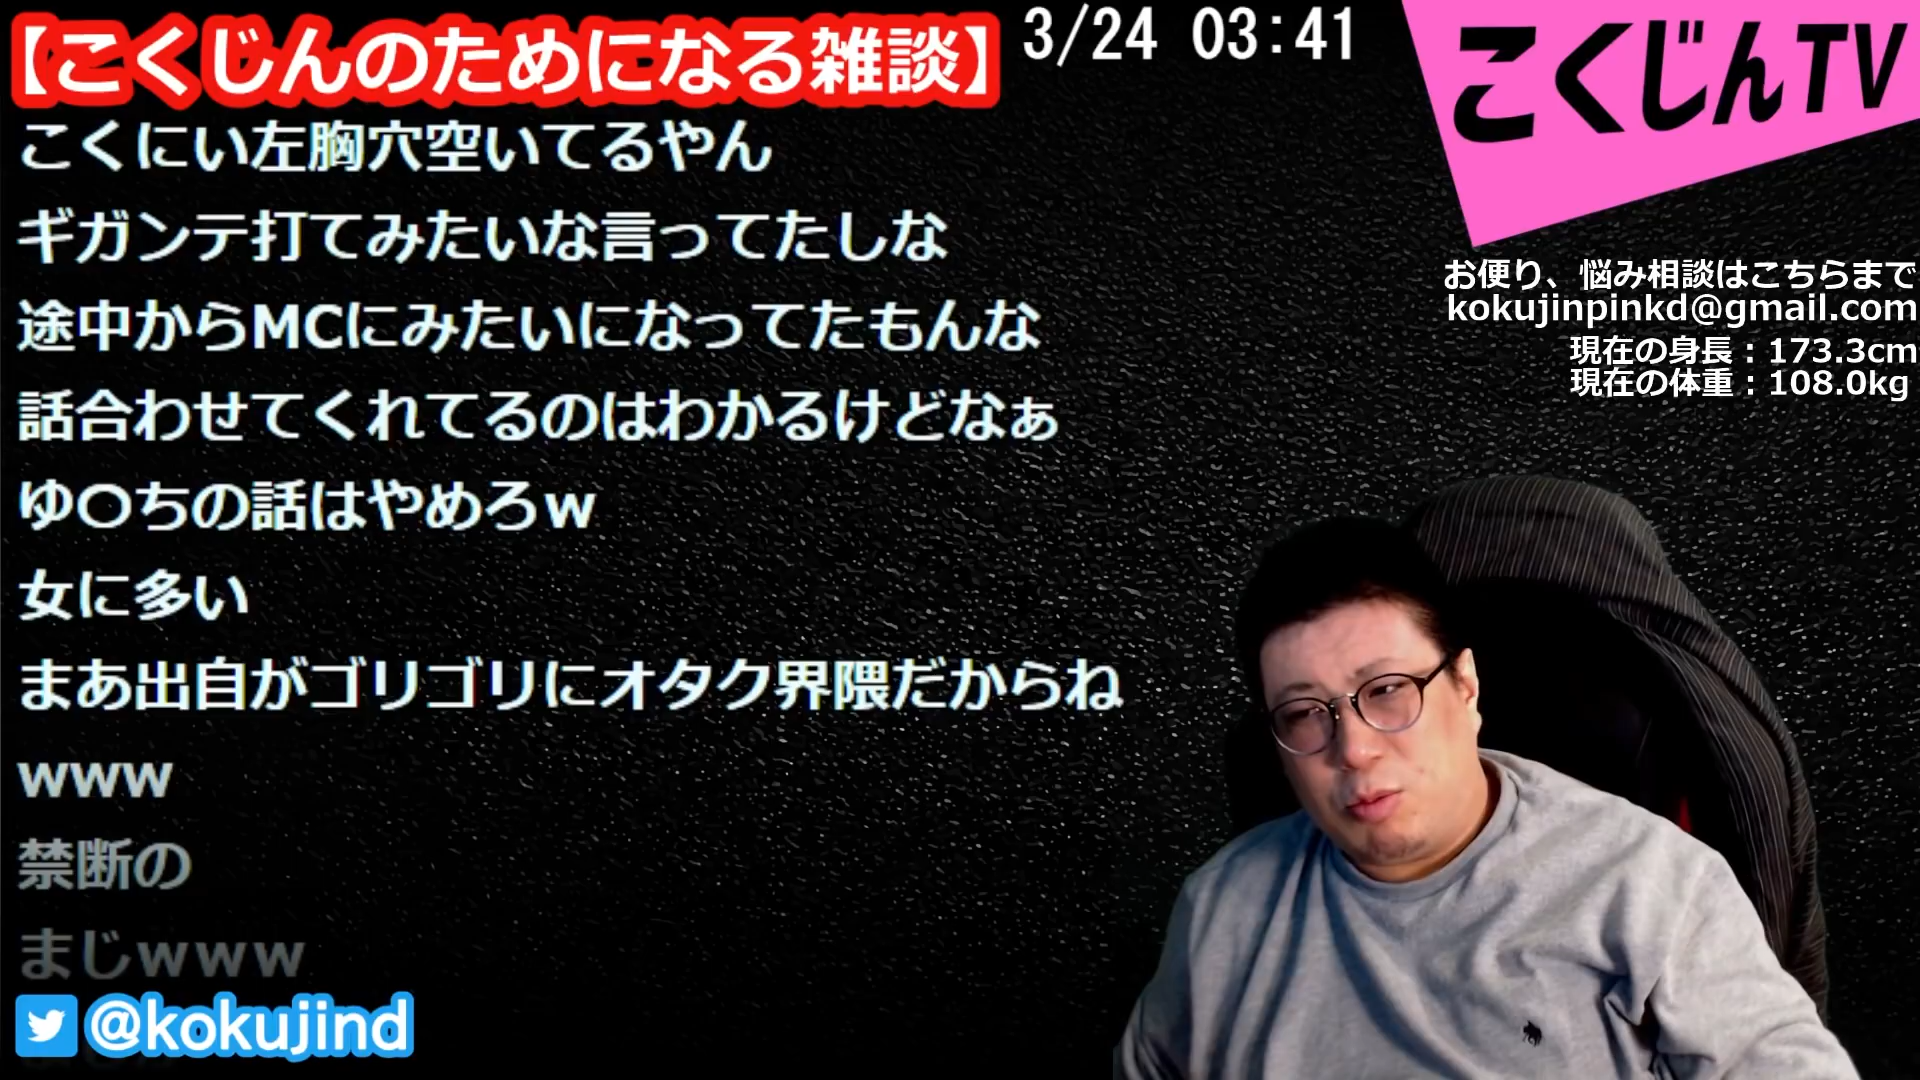 【こくじんのためになる雑談】
3/24 03:41
こくじんTV
こくにい左胸穴空いてるやん
ギガンテ打てみたいな言ってたしな
途中からMCにみたいになってたもんな
話合わせてくれてるのはわかるけどなぁ
ゆ〇ちの話はやめろw
女に多い
まあ出自がゴリゴリにオタク界隈だからね
www
禁断の
まじwww
@kokujind
お便り、悩み相談はこちらまで
kokujinpinkd@gmail.com
現在の身長：173.3cm
現在の体重：108.0kg